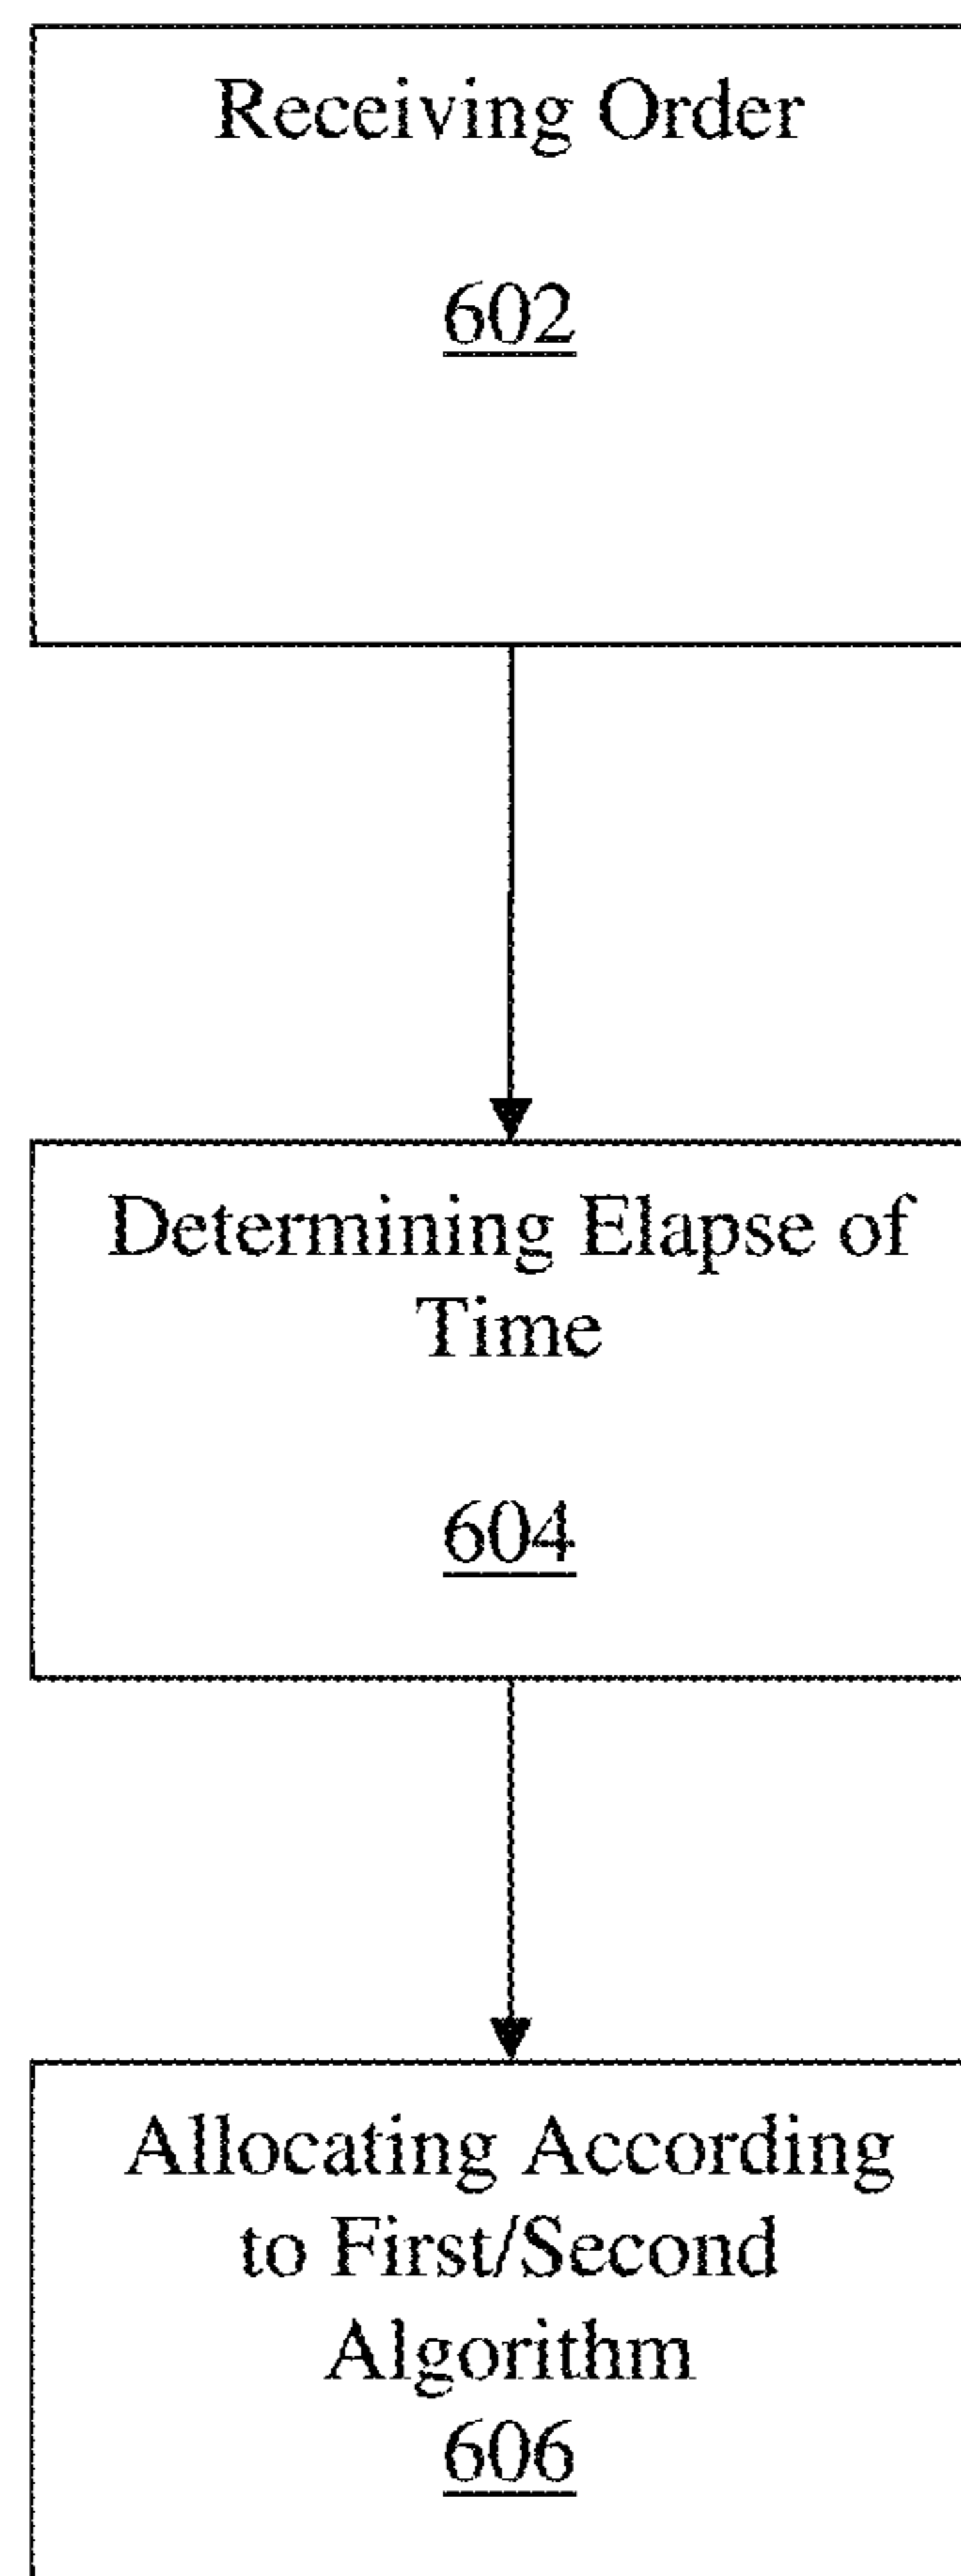 Receiving Order
602
Determining Elapse of
Time
604
Allocating According
to First/Second
Algorithm
606